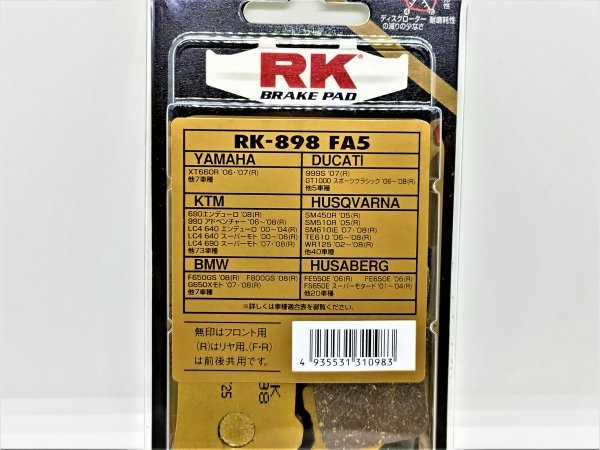 ディスクローター
の減りの少なさ
耐摩耗性
RK
BRAKE PAD
RK-898 FA5
YAMAHA
XT660R '06-'07(R)
他7車種
DUCATI
999S '07(R)
GT1000 スポーツクラシック '06～'08(R)
他5車種
KTM
690エンデューロ '08(R)
990 アドベンチャー '06～'08(R)
LC4 640 エンデューロ '00～'04(R)
LC4 640 スーパーモト '00～'06(R)
LC4 690 スーパーモト '07-'08(R)
他73車種
HUSQVARNA
SM450R '05(R)
SM510R '05(R)
SM610IE '07-'08(R)
TE610 '06～'08(R)
WR125 '02～'08(R)
他40車種
BMW
F650GS '08(R) F800GS '08(R)
G650Xモト '07-'08(R)
他7車種
HUSABERG
FE550E '06(R) FE650E '06(R)
FS650E スーパーモタード '01～'04(R)
他20車種
※詳しくは車種適合表を御覧ください。
無印はフロント用
(R)はリヤ用、(F・R)
は前後共用です。
4 935531 310983